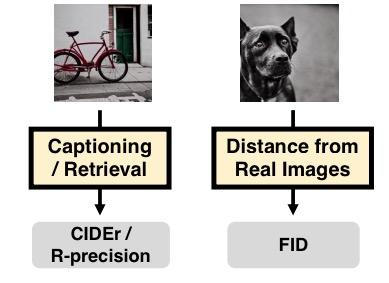 Captioning
/ Retrieval
Distance from
Real Images
CIDEr /
R-precision
FID